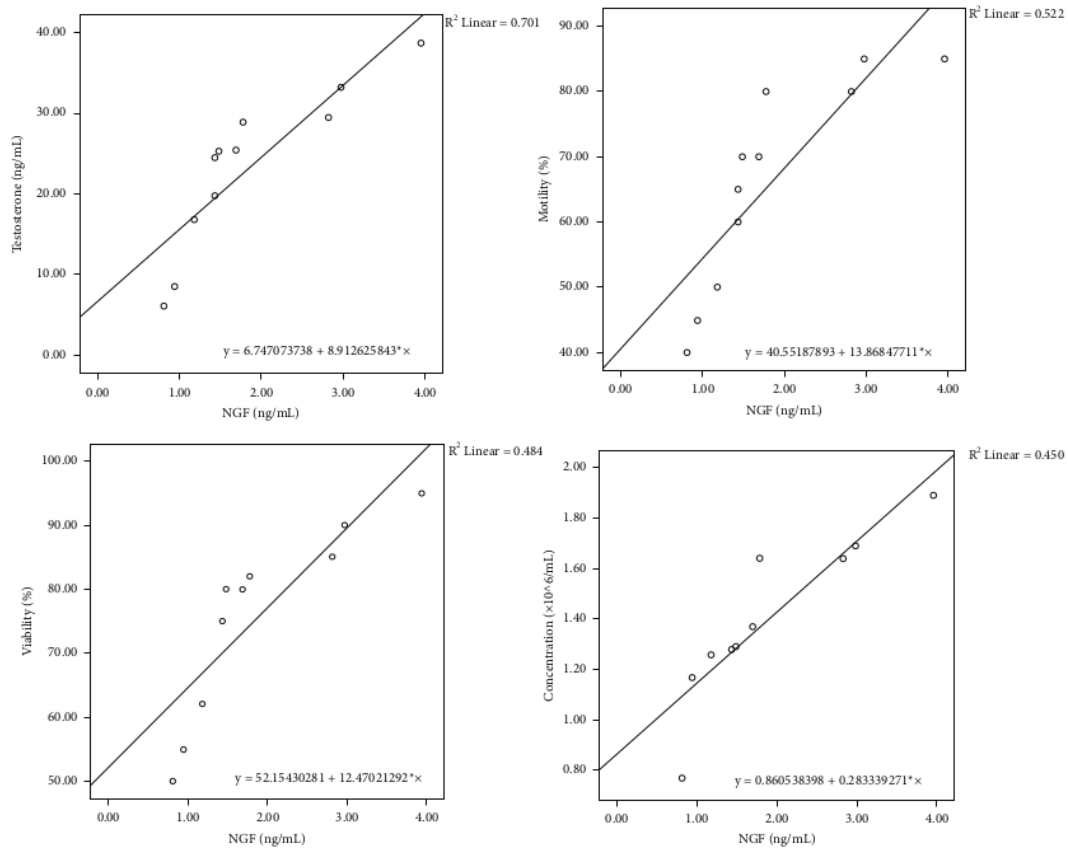 R² Linear = 0.701
40.00
30.00
20.00
10.00
0.00
Testosterone (ng/mL)
y = 6.747073738 + 8.912625843*×
0.00 1.00 2.00 3.00 4.00
NGF (ng/mL)
R² Linear = 0.522
90.00
80.00
70.00
60.00
50.00
40.00
Motility (%)
y = 40.55187893 + 13.86847711*×
0.00 1.00 2.00 3.00 4.00
NGF (ng/mL)
R² Linear = 0.484
100.00
90.00
80.00
70.00
60.00
50.00
Viability (%)
y = 52.15430281 + 12.47021292*×
0.00 1.00 2.00 3.00 4.00
NGF (ng/mL)
R² Linear = 0.450
2.00
1.80
1.60
1.40
1.20
1.00
0.80
Concentration (×10^6/mL)
y = 0.860538398 + 0.283339271*×
0.00 1.00 2.00 3.00 4.00
NGF (ng/mL)